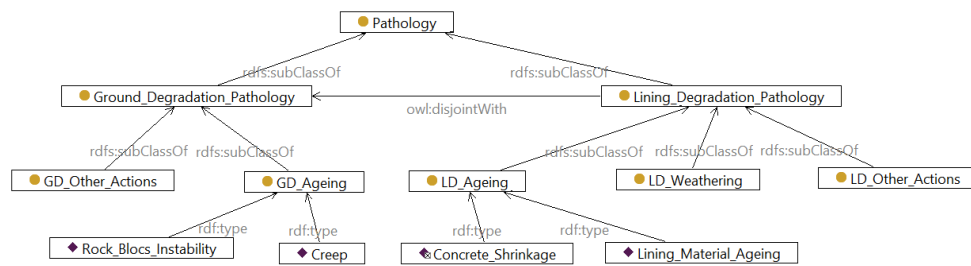 Pathology
rdfs:subClassOf
rdfs:subClassOf
Ground_Degradation_Pathology
Lining_Degradation_Pathology
owl:disjointWith
rdfs:subClassOf
rdfs:subClassOf
rdfs:subClassOf
rdfs:subClassOf
rdfs:subClassOf
GD_Other_Actions
GD_Ageing
LD_Ageing
LD_Weathering
LD_Other_Actions
rdf:type
rdf:type
rdf:type
rdf:type
Rock_Blocs_Instability
Creep
Concrete_Shrinkage
Lining_Material_Ageing